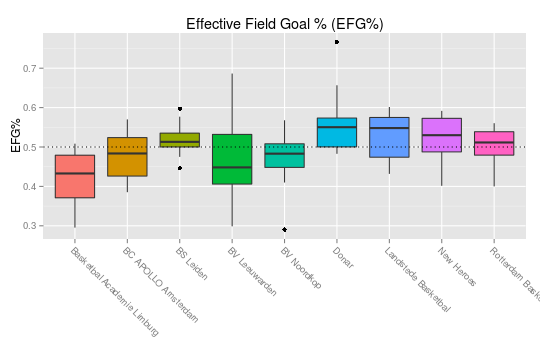 Effective Field Goal % (EFG%)
EFG%
0.7
0.6
0.5
0.4
0.3
Basketbal Academie Limburg
BC APOLLO Amsterdam
BS Leiden
BV Leeuwarden
BV Noordkop
Donar
Landstede Basketbal
New Heroes
Rotterdam Bask